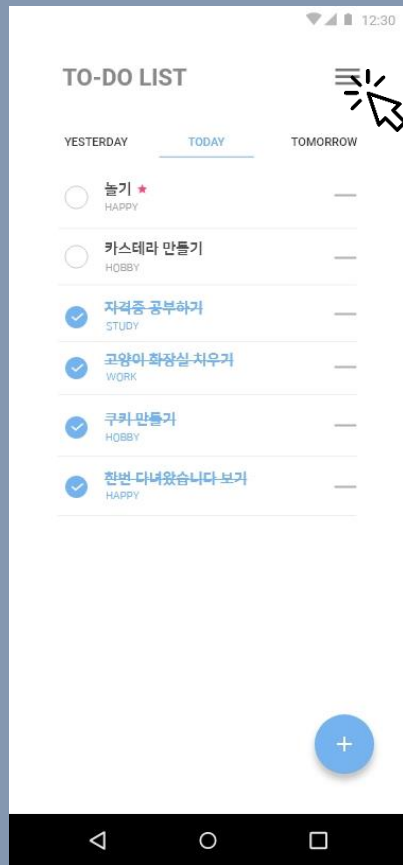 12:30
TO-DO LIST
YESTERDAY TODAY TOMORROW
놀기
HAPPY
카스테라 만들기
HOBBY
자격증 공부하기
STUDY
고양이 화장실 치우기
WORK
쿠키 만들기
HOBBY
한번 다녀왔습니다 보기
HAPPY